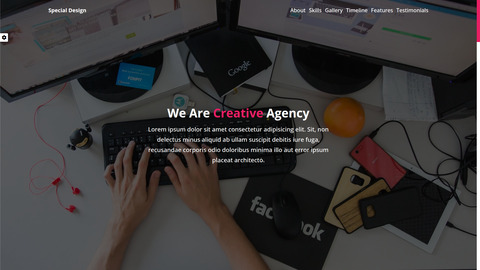 Special Design
About Skills Gallery Timeline Features Testimonials
Google
We Are Creative Agency
Lorem ipsum dolor sit amet consectetur adipisicing elit. Sit, non
delectus minus aliquid ab ullam suscipit debitis iure fuga,
recusandae corporis odio doloribus minima illo aut error ipsum
placeat architecto.
facebook